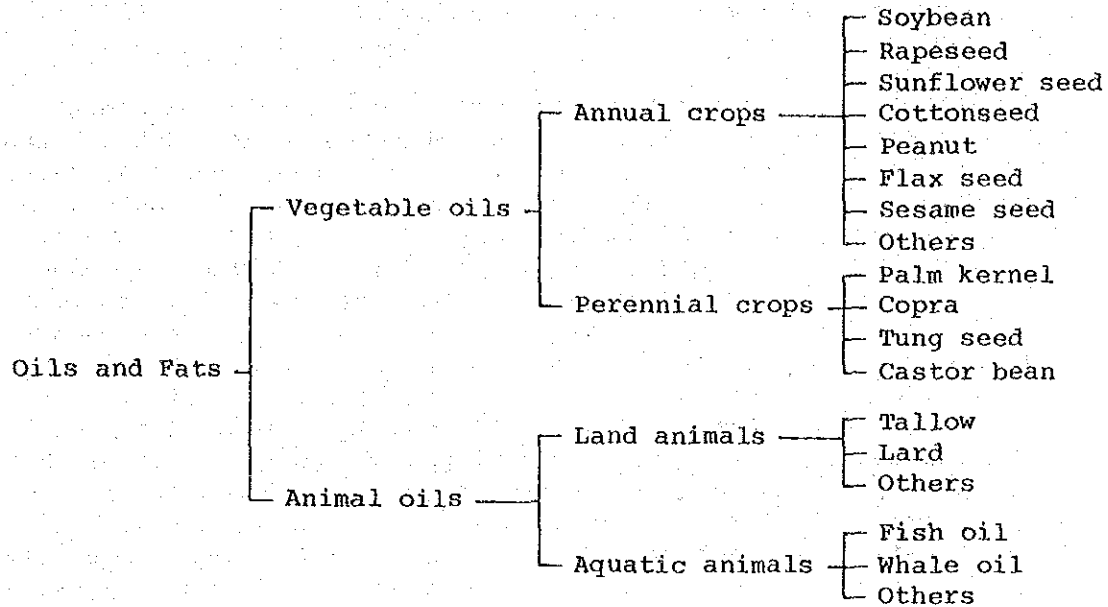 Oils and Fats
Vegetable oils
Annual crops
Soybean
Rapeseed
Sunflower seed
Cottonseed
Peanut
Flax seed
Sesame seed
Others
Perennial crops
Palm kernel
Copra
Tung seed
Castor bean
Animal oils
Land animals
Tallow
Lard
Others
Aquatic animals
Fish oil
Whale oil
Others